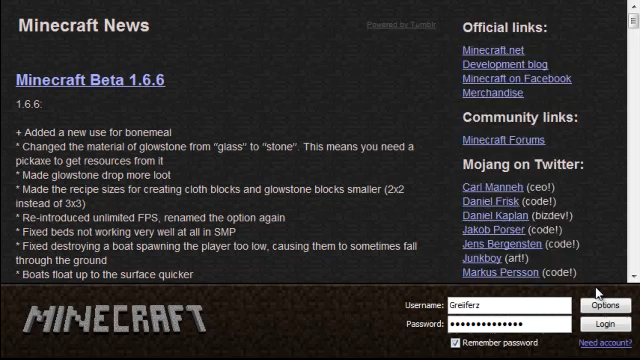 Minecraft News
Powered by Tumblr
Minecraft Beta 1.6.6
1.6.6:
+ Added a new use for bonemeal
* Changed the material of glowstone from "glass" to "stone". This means you need a
pickaxe to get resources from it
* Made glowstone drop more loot
* Made the recipe sizes for creating cloth blocks and glowstone blocks smaller (2x2
instead of 3x3)
* Re-introduced unlimited FPS, renamed the option again
* Fixed beds not working very well at all in SMP
* Fixed destroying a boat spawning the player too low, causing them to sometimes fall
through the ground
* Boats float up to the surface quicker
Official links:
Minecraft.net
Development blog
Minecraft on Facebook
Merchandise
Community links:
Minecraft Forums
Mojang on Twitter:
Carl Manneh (ceo!)
Daniel Frisk (code!)
Daniel Kaplan (bizdev!)
Jakob Porser (code!)
Jens Bergensten (code!)
Junkboy (art!)
Markus Persson (code!)
MINECRAFT
Username: Greiiferz Options
Password: ●●●●●●●●●●●●●● Login
Remember password Need account?